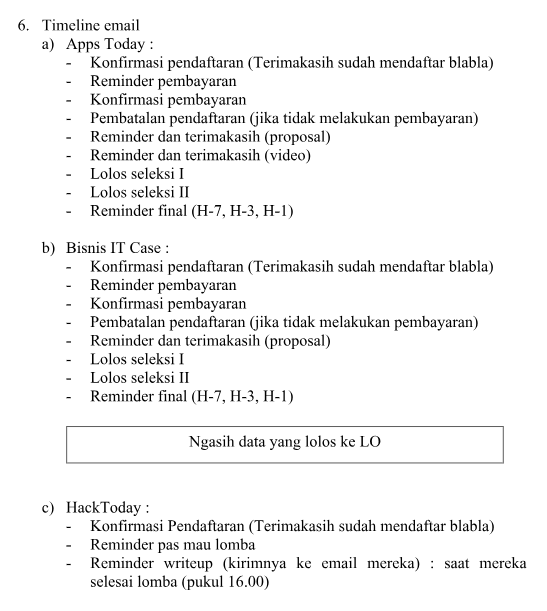 6. Timeline email
a) Apps Today :
- Konfirmasi pendaftaran (Terimakasih sudah mendaftar blabla)
- Reminder pembayaran
- Konfirmasi pembayaran
- Pembatalan pendaftaran (jika tidak melakukan pembayaran)
- Reminder dan terimakasih (proposal)
- Reminder dan terimakasih (video)
- Lolos seleksi I
- Lolos seleksi II
- Reminder final (H-7, H-3, H-1)
b) Bisnis IT Case :
- Konfirmasi pendaftaran (Terimakasih sudah mendaftar blabla)
- Reminder pembayaran
- Konfirmasi pembayaran
- Pembatalan pendaftaran (jika tidak melakukan pembayaran)
- Reminder dan terimakasih (proposal)
- Lolos seleksi I
- Lolos seleksi II
- Reminder final (H-7, H-3, H-1)
Ngasih data yang lolos ke LO
c) HackToday :
- Konfirmasi Pendaftaran (Terimakasih sudah mendaftar blabla)
- Reminder pas mau lomba
- Reminder writeup (kirimnya ke email mereka) : saat mereka
selesai lomba (pukul 16.00)